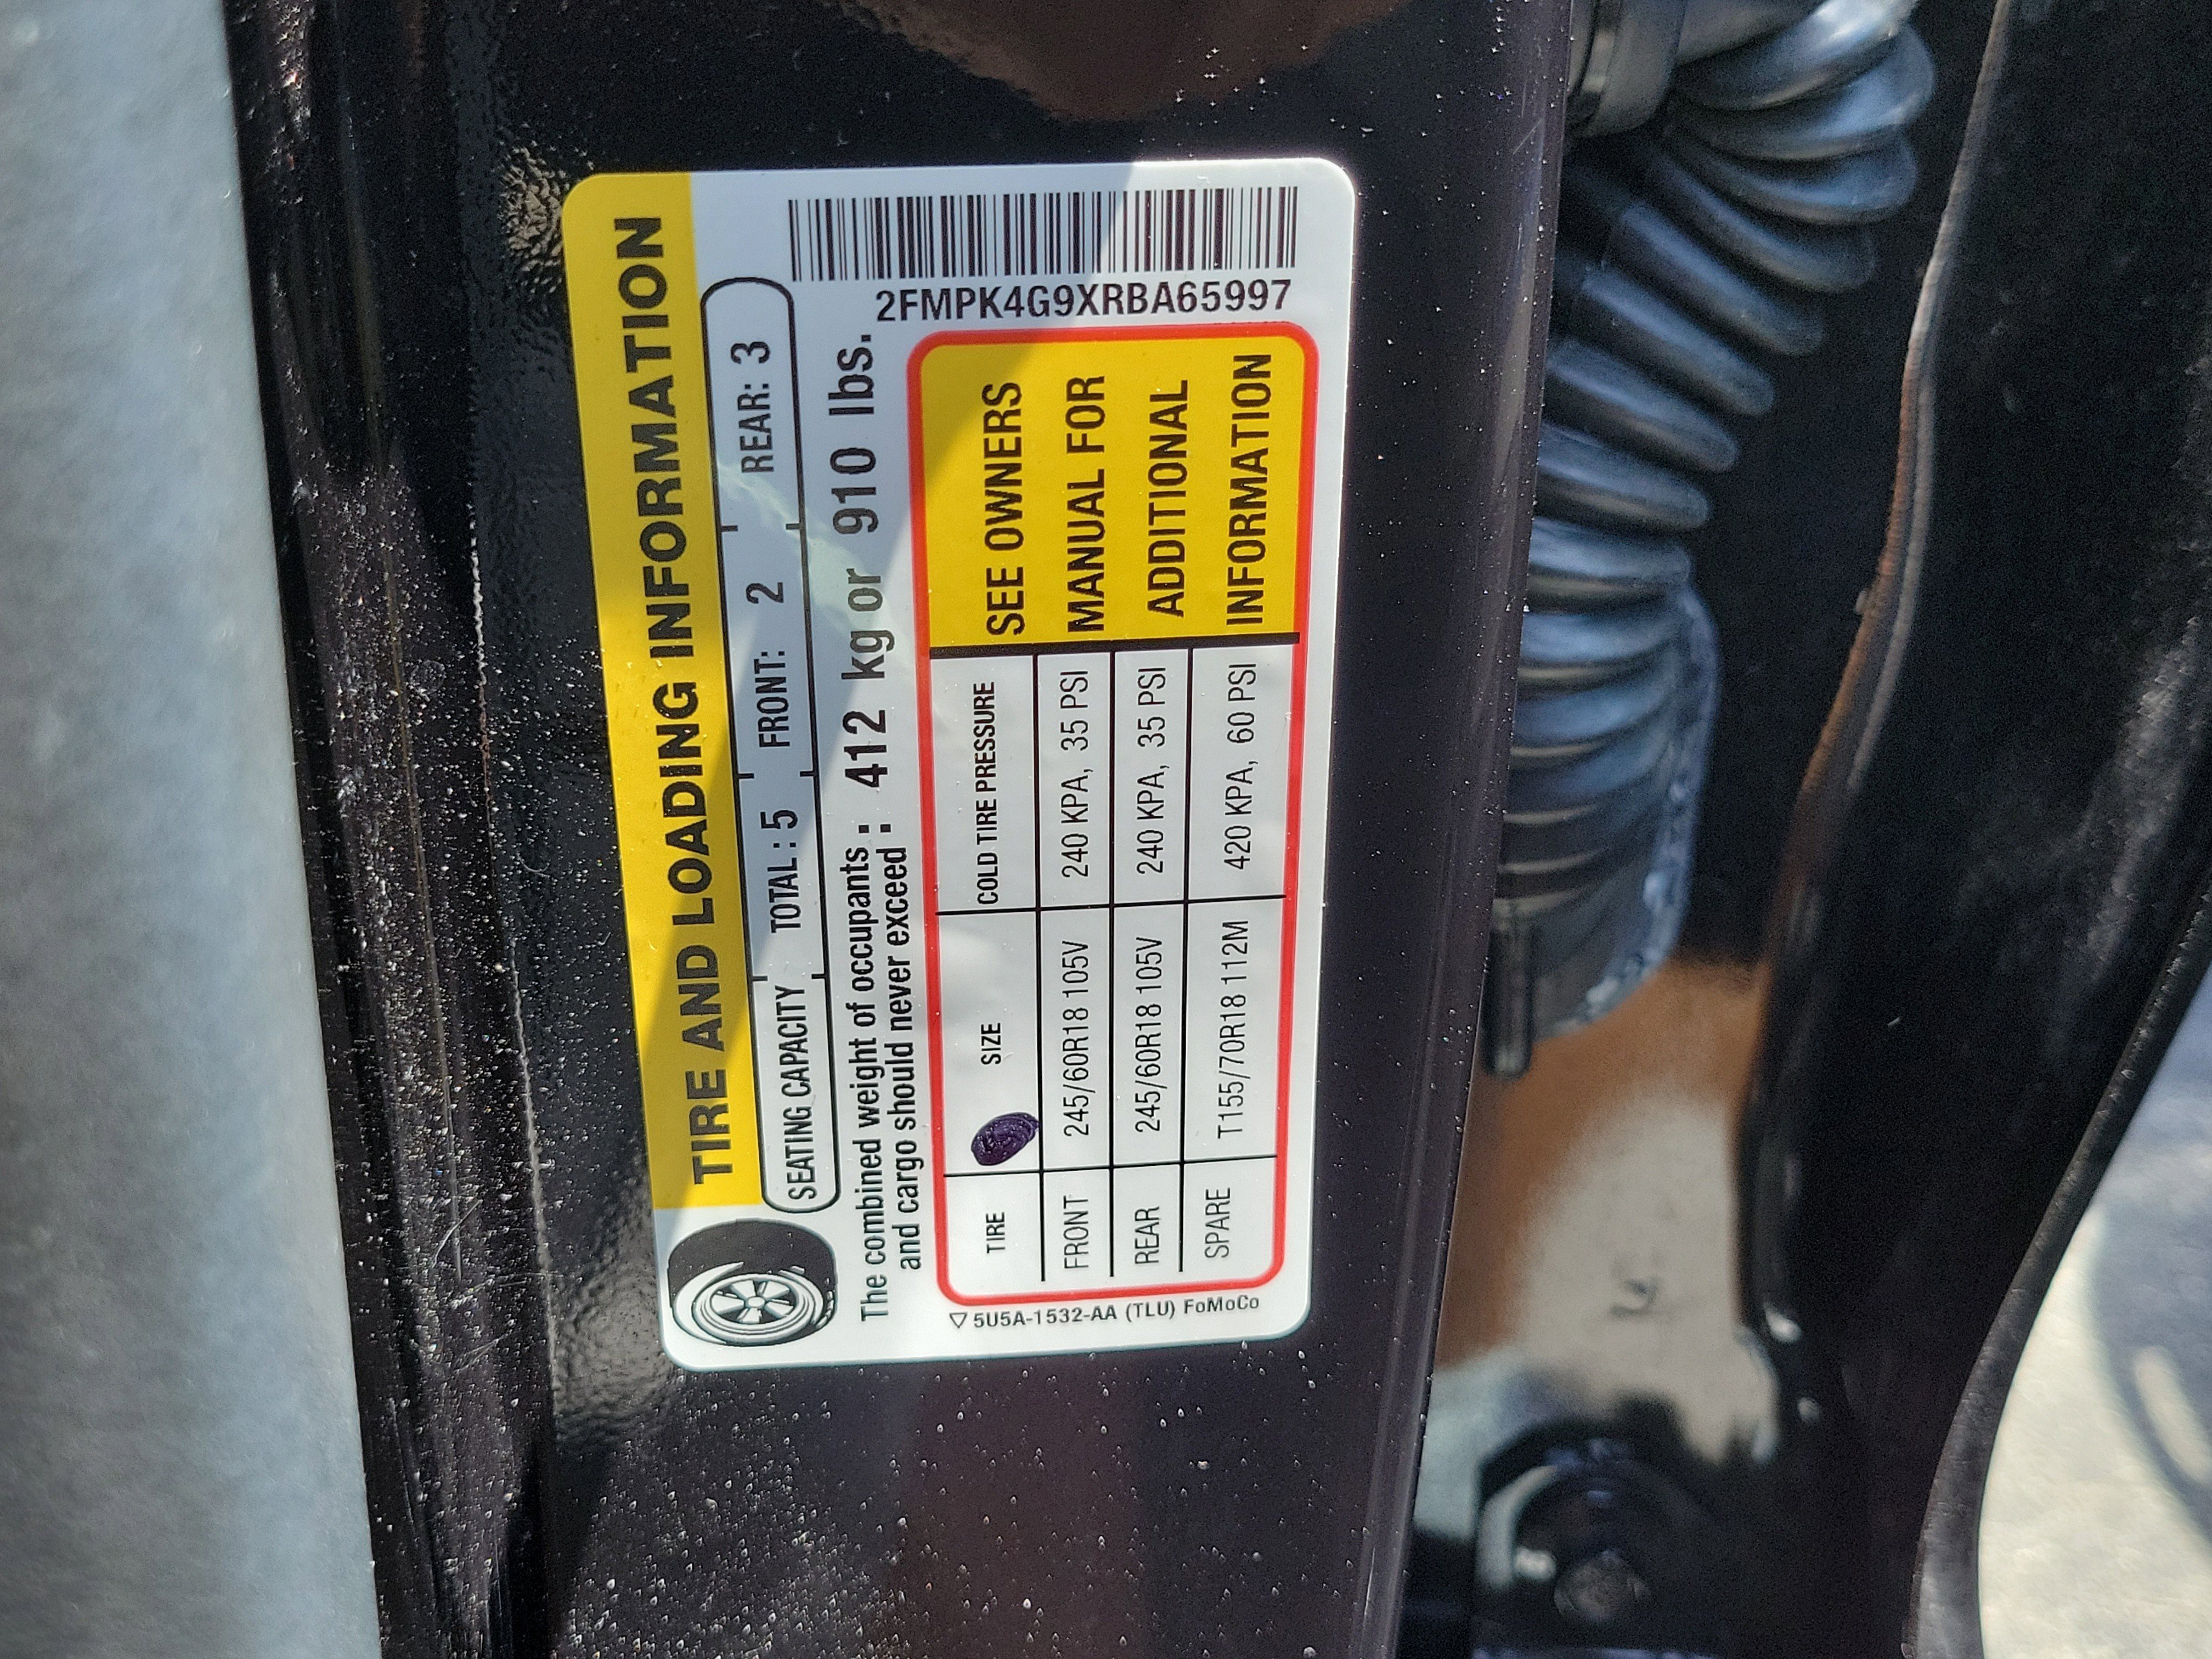 TIRE AND LOADING INFORMATION
SEATING CAPACITY TOTAL : 5 FRONT: 2 REAR: 3
The combined weight of occupants : 412 kg or 910 lbs.
and cargo should never exceed :
2FMPK4G9XRBA65997
TIRE SIZE COLD TIRE PRESSURE
FRONT 245/60R18 105V 240 KPA, 35 PSI
REAR 245/60R18 105V 240 KPA, 35 PSI
SPARE T155/70R18 112M 420 KPA, 60 PSI
SEE OWNERS
MANUAL FOR
ADDITIONAL
INFORMATION
5U5A-1532-AA (TLU) FoMoCo